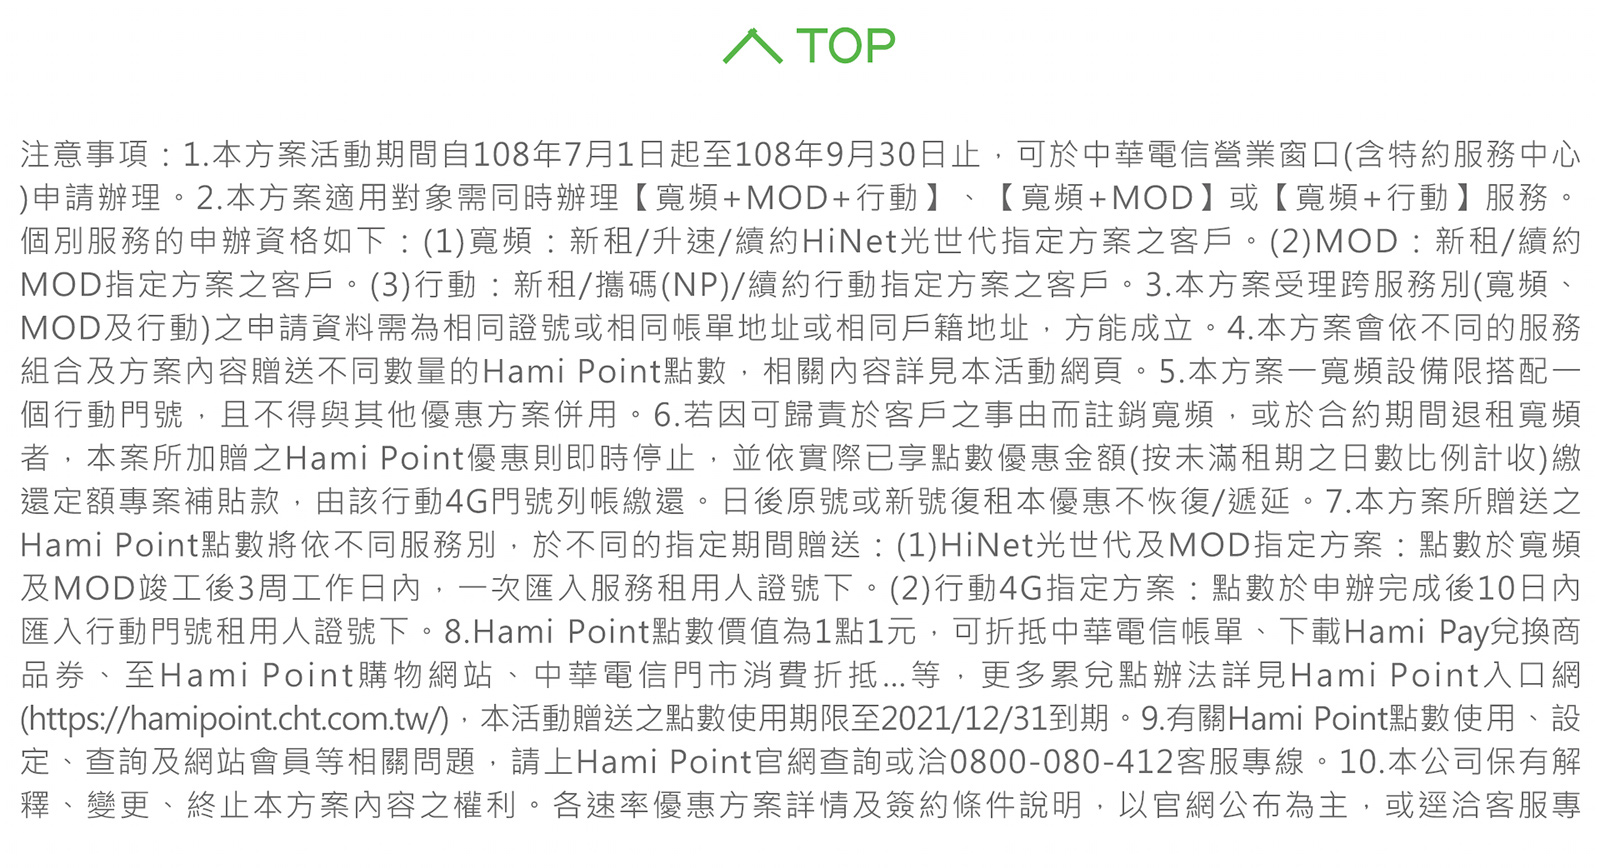 TOP
注意事項：1.本方案活動期間自108年7月1日起至108年9月30日止，可於中華電信營業窗口(含特約服務中心
)申請辦理。2.本方案適用對象需同時辦理【寬頻+MOD+行動】、【寬頻+MOD】或【寬頻+行動】服務。
個別服務的申辦資格如下：(1)寬頻：新租/升速/續約HiNet光世代指定方案之客戶。(2)MOD：新租/續約
MOD指定方案之客戶。(3)行動：新租/攜碼(NP)/續約行動指定方案之客戶。3.本方案受理跨服務別(寬頻、
MOD及行動)之申請資料需為相同證號或相同帳單地址或相同戶籍地址，方能成立。4.本方案會依不同的服務
組合及方案內容贈送不同數量的Hami Point點數，相關內容詳見本活動網頁。5.本方案一寬頻設備限搭配一
個行動門號，且不得與其他優惠方案併用。6.若因可歸責於客戶之事由而註銷寬頻，或於合約期間退租寬頻
者，本案所加贈之Hami Point優惠則即時停止，並依實際已享點數優惠金額(按未滿租期之日數比例計收)繳
還定額專案補貼款，由該行動4G門號列帳繳還。日後原號或新號復租本優惠不恢復/遞延。7.本方案所贈送之
Hami Point點數將依不同服務別，於不同的指定期間贈送：(1)HiNet光世代及MOD指定方案：點數於寬頻
及MOD竣工後3周工作日內，一次匯入服務租用人證號下。(2)行動4G指定方案：點數於申辦完成後10日內
匯入行動門號租用人證號下。8.Hami Point點數價值為1點1元，可折抵中華電信帳單、下載Hami Pay兌換商
品券、至Hami Point購物網站、中華電信門市消費折抵...等，更多累兌點辦法詳見Hami Point入口網
(https://hamipoint.cht.com.tw/)，本活動贈送之點數使用期限至2021/12/31到期。9.有關Hami Point點數使用、設
定、查詢及網站會員等相關問題，請上Hami Point官網查詢或洽0800-080-412客服專線。10.本公司保有解
釋、變更、終止本方案內容之權利。各速率優惠方案詳情及簽約條件說明，以官網公布為主，或逕洽客服專